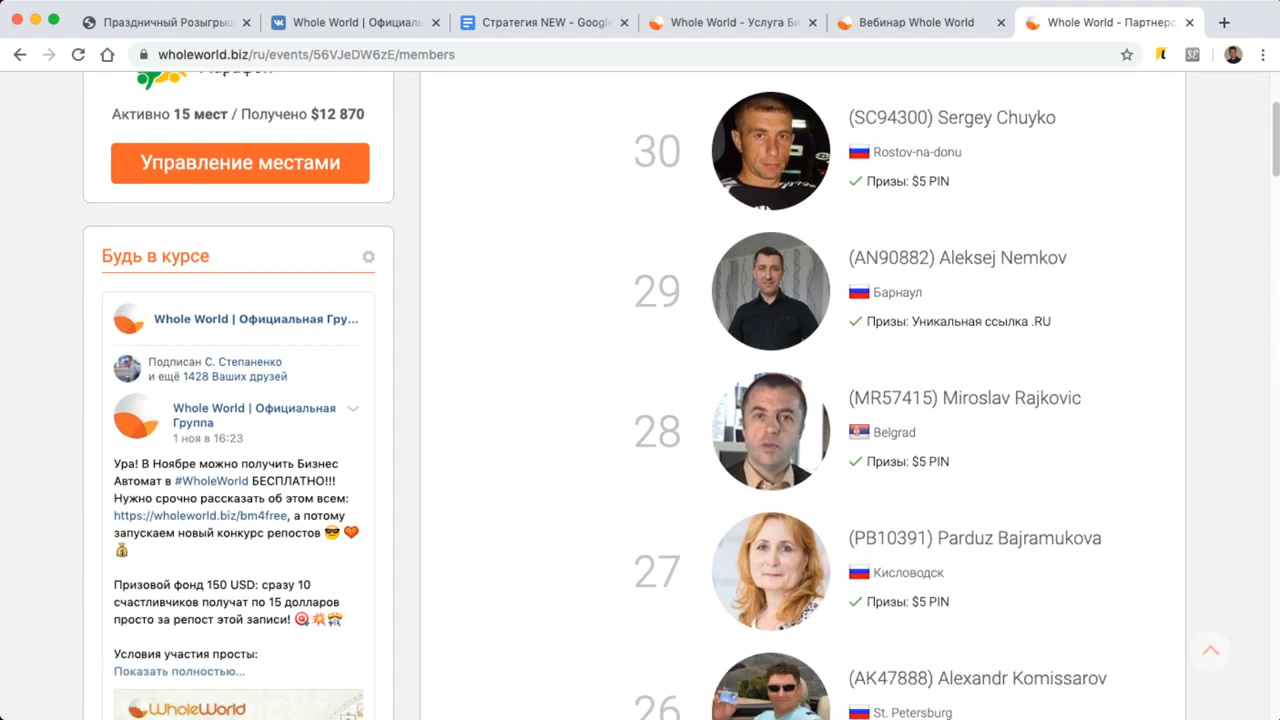 Праздничный Розыгрыш
Whole World | Официаль
Стратегия NEW - Google
Whole World - Услуга Би
Вебинар Whole World
Whole World - Партнерс
wholeworld.biz/ru/events/56VJeDW6zE/members
Марафон
Активно 15 мест / Получено $12 870
Управление местами
Будь в курсе
Whole World | Официальная Гру...
Подписан С. Степаненко
и ещё 1428 Ваших друзей
Whole World | Официальная
Группа
1 ноя в 16:23
Ура! В Ноябре можно получить Бизнес
Автомат в #WholeWorld БЕСПЛАТНО!!!
Нужно срочно рассказать об этом всем:
https://wholeworld.biz/bm4free, а потому
запускаем новый конкурс репостов 😎 ❤️
💰
Призовой фонд 150 USD: сразу 10
счастливчиков получат по 15 долларов
просто за репост этой записи! 🎯💥🎊
Условия участия просты:
Показать полностью...
WholeWorld
30
(SC94300) Sergey Chuyko
Rostov-na-donu
Призы: $5 PIN
29
(AN90882) Aleksej Nemkov
Барнаул
Призы: Уникальная ссылка .RU
28
(MR57415) Miroslav Rajkovic
Belgrad
Призы: $5 PIN
27
(PB10391) Parduz Bajramukova
Кисловодск
Призы: $5 PIN
26
(AK47888) Alexandr Komissarov
St. Petersburg